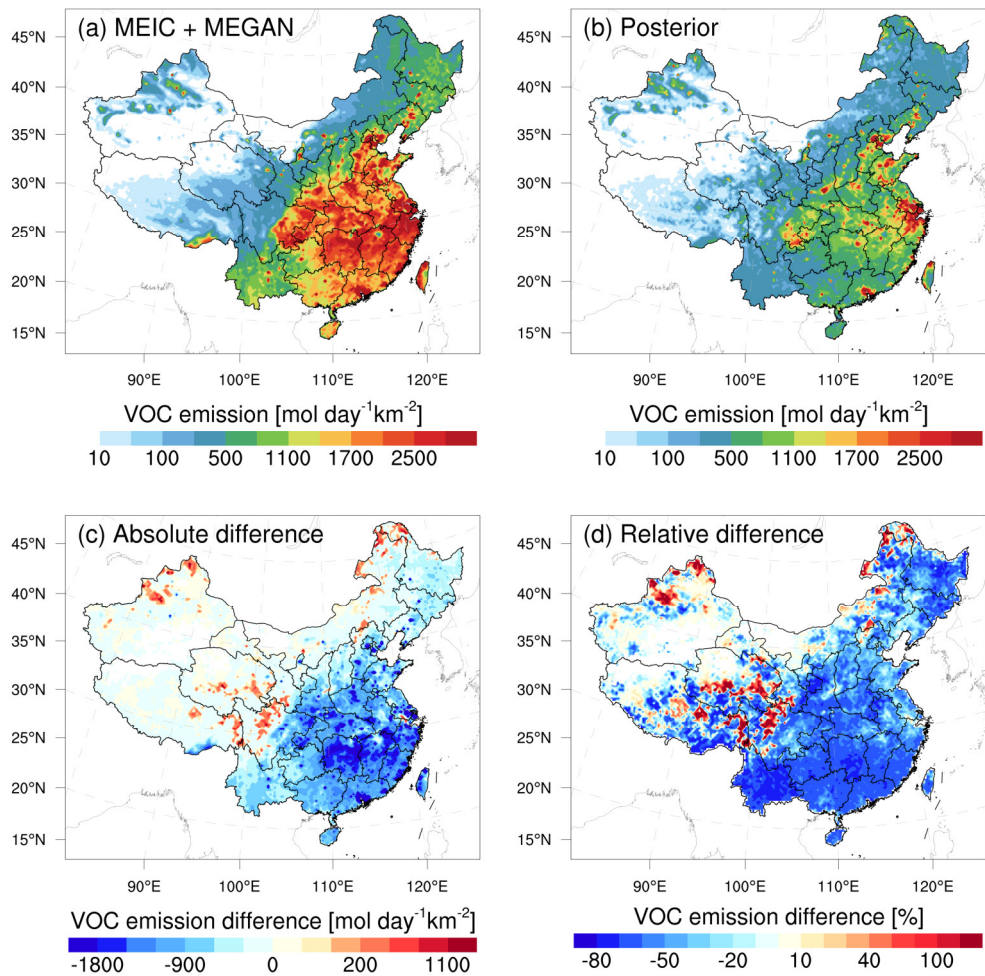 (a) MEIC + MEGAN
45°N
40°N
35°N
30°N
25°N
20°N
15°N
90°E 100°E 110°E 120°E
VOC emission [mol day⁻¹km⁻²]
10 100 500 1100 1700 2500
(b) Posterior
45°N
40°N
35°N
30°N
25°N
20°N
15°N
90°E 100°E 110°E 120°E
VOC emission [mol day⁻¹km⁻²]
10 100 500 1100 1700 2500
(c) Absolute difference
45°N
40°N
35°N
30°N
25°N
20°N
15°N
90°E 100°E 110°E 120°E
VOC emission difference [mol day⁻¹km⁻²]
-1800 -900 0 200 1100
(d) Relative difference
45°N
40°N
35°N
30°N
25°N
20°N
15°N
90°E 100°E 110°E 120°E
VOC emission difference [%]
-80 -50 -20 10 40 100